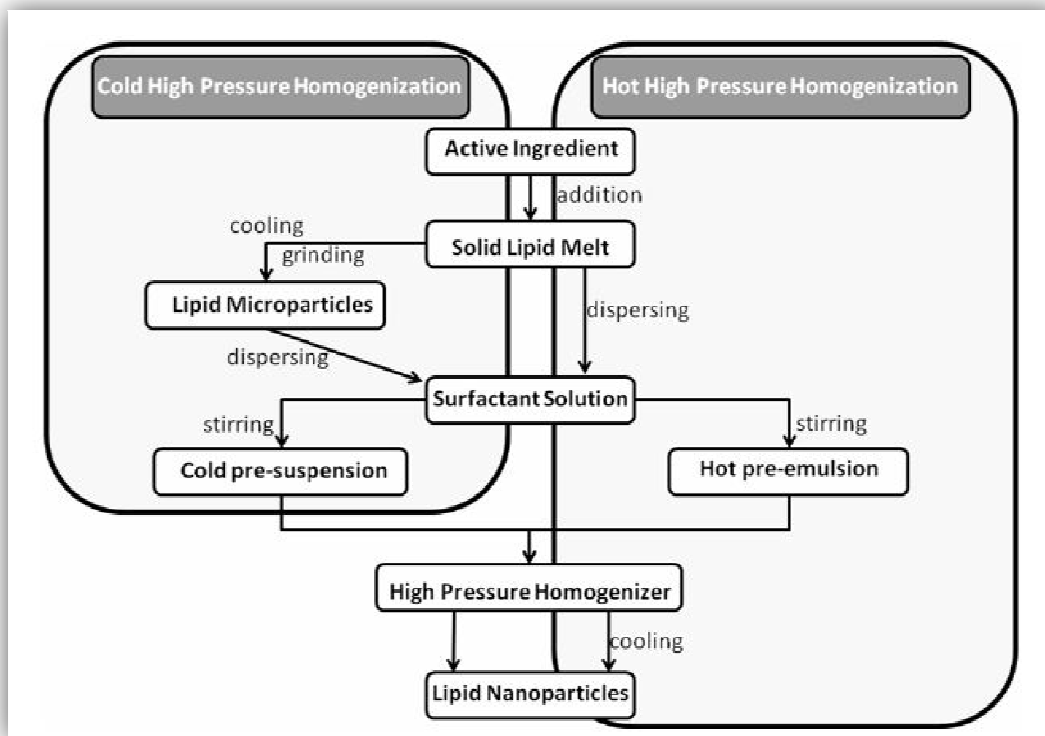 Cold High Pressure Homogenization
Hot High Pressure Homogenization
Active Ingredient
addition
Solid Lipid Melt
cooling
grinding
Lipid Microparticles
dispersing
dispersing
Surfactant Solution
stirring
stirring
Cold pre-suspension
Hot pre-emulsion
High Pressure Homogenizer
cooling
Lipid Nanoparticles